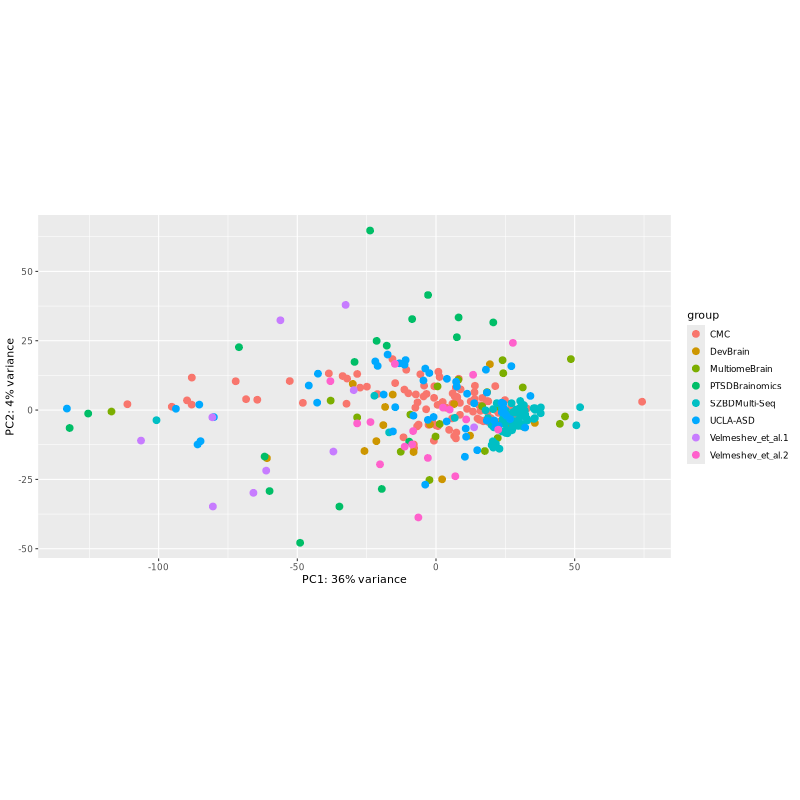 50
25
0
-25
-50
PC2: 4% variance
-100
-50
0
50
PC1: 36% variance
group
CMC
DevBrain
MultiomeBrain
PTSDBrainomics
SZBDMulti-Seq
UCLA-ASD
Velmeshev_et_al.1
Velmeshev_et_al.2